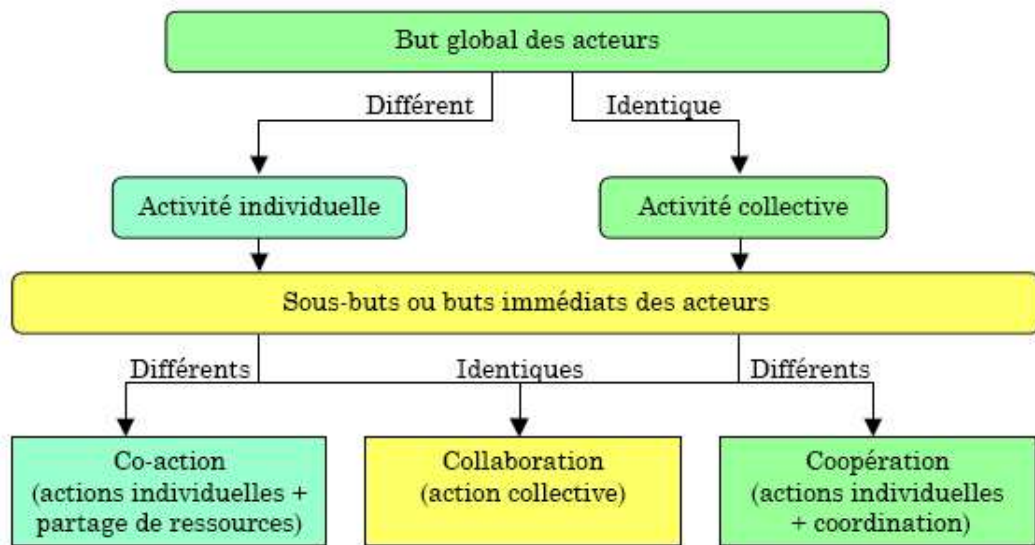 But global des acteurs
Différent
Identique
Activité individuelle
Activité collective
Sous-buts ou buts immédiats des acteurs
Différents
Identiques
Différents
Co-action
(actions individuelles +
partage de ressources)
Collaboration
(action collective)
Coopération
(actions individuelles
+ coordination)